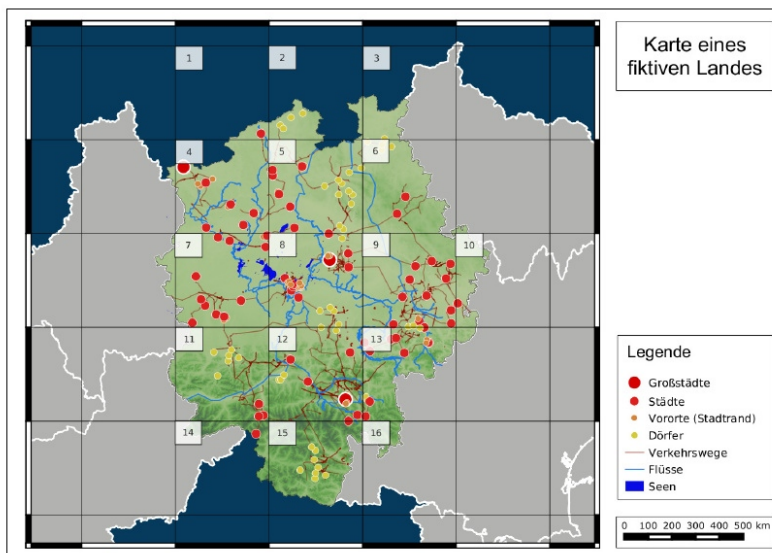 Karte eines
fiktiven Landes
1
2
3
4
5
6
7
8
9
10
11
12
13
14
15
16
Legende
Großstädte
Städte
Vororte (Stadtrand)
Dörfer
Verkehrswege
Flüsse
Seen
0 100 200 300 400 500 km